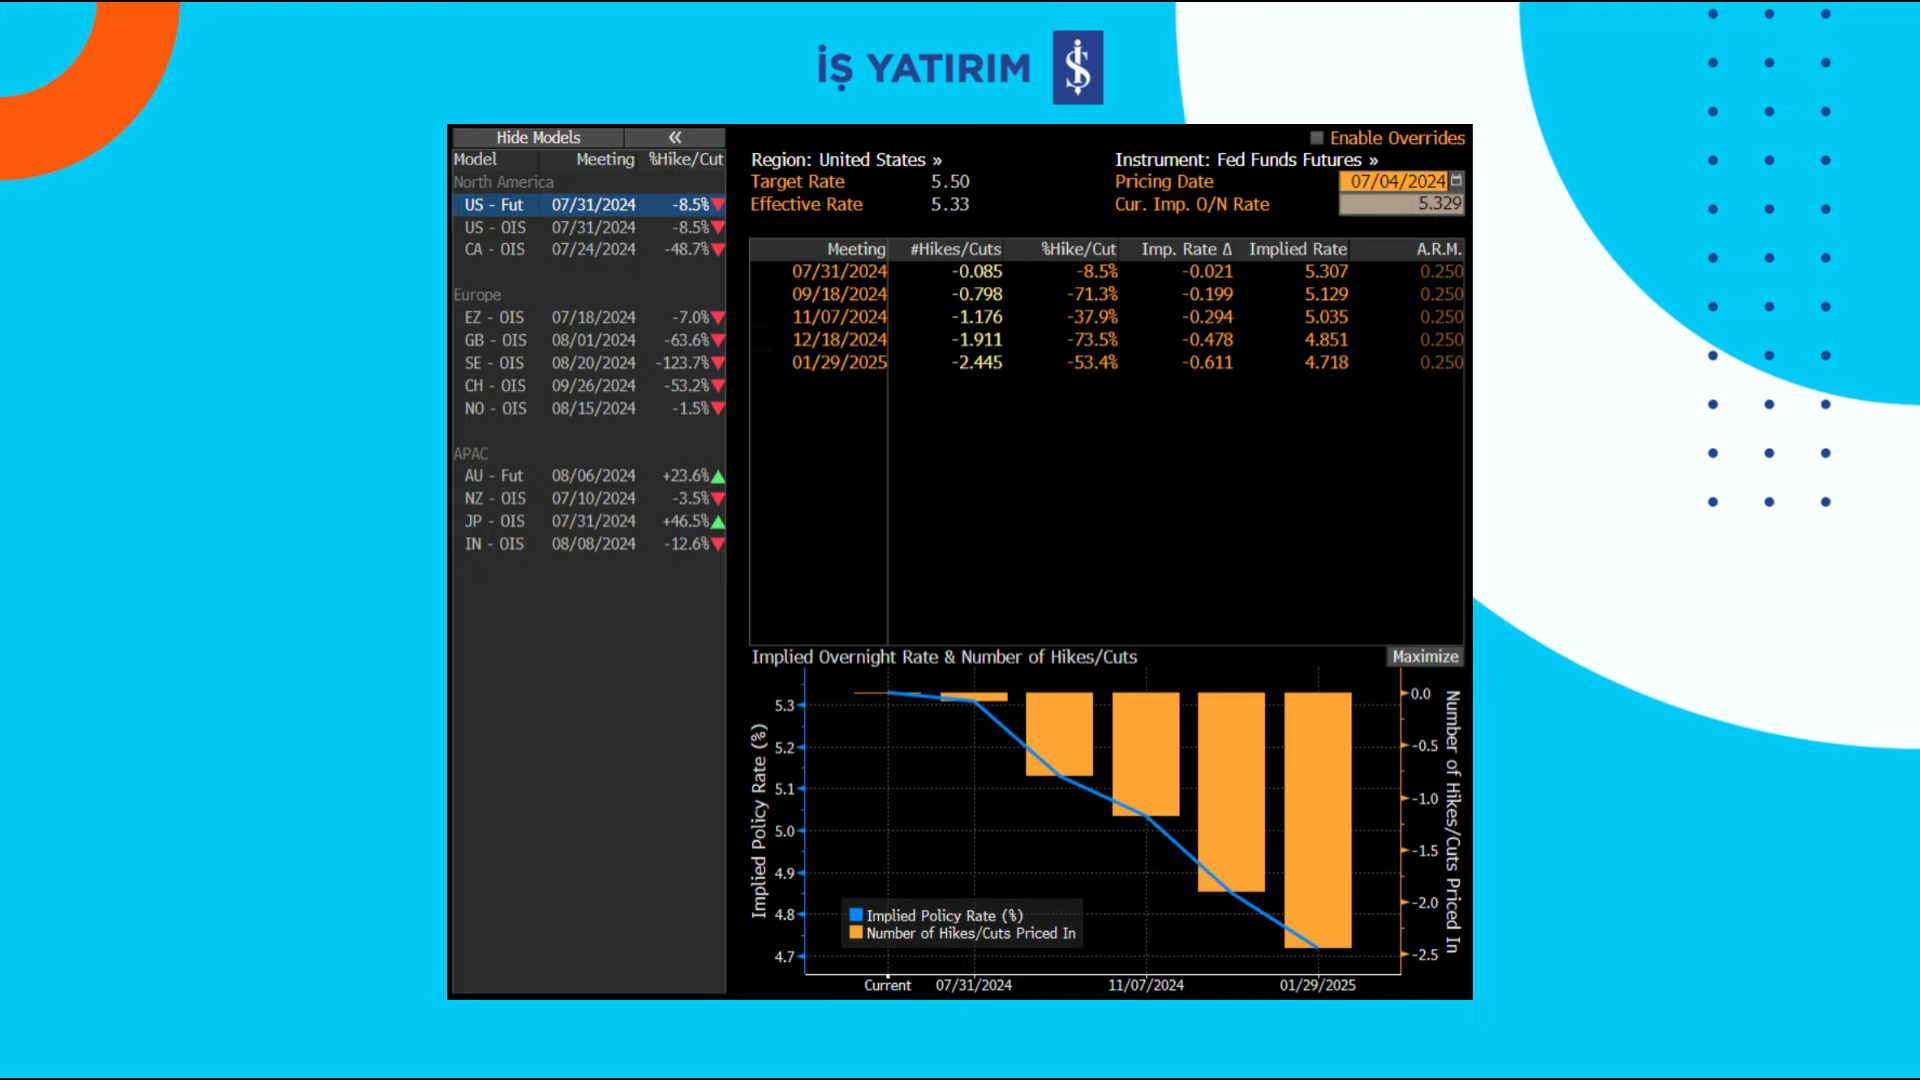 İŞ YATIRIM
Hide Models «
Model Meeting %Hike/Cut
North America
US - Fut 07/31/2024 -8.5%
US - OIS 07/31/2024 -8.5%
CA - OIS 07/24/2024 -48.7%
Europe
EZ - OIS 07/18/2024 -7.0%
GB - OIS 08/01/2024 -63.6%
SE - OIS 08/20/2024 -123.7%
CH - OIS 09/26/2024 -53.2%
NO - OIS 08/15/2024 -1.5%
APAC
AU - Fut 08/06/2024 +23.6%
NZ - OIS 07/10/2024 -3.5%
JP - OIS 07/31/2024 +46.5%
IN - OIS 08/08/2024 -12.6%
Enable Overrides
Region: United States » Instrument: Fed Funds Futures »
Target Rate 5.50 Pricing Date 07/04/2024
Effective Rate 5.33 Cur. Imp. O/N Rate 5.329
Meeting #Hikes/Cuts %Hike/Cut Imp. Rate Δ Implied Rate A.R.M.
07/31/2024 -0.085 -8.5% -0.021 5.307 0.250
09/18/2024 -0.798 -71.3% -0.199 5.129 0.250
11/07/2024 -1.176 -37.9% -0.294 5.035 0.250
12/18/2024 -1.911 -73.5% -0.478 4.851 0.250
01/29/2025 -2.445 -53.4% -0.611 4.718 0.250
Implied Overnight Rate & Number of Hikes/Cuts Maximize
Implied Policy Rate (%)
5.3
5.2
5.1
5.0
4.9
4.8
4.7
Implied Policy Rate (%)
Number of Hikes/Cuts Priced In
0.0
-0.5
-1.0
-1.5
-2.0
-2.5
Number of Hikes/Cuts Priced In
Current 07/31/2024 11/07/2024 01/29/2025